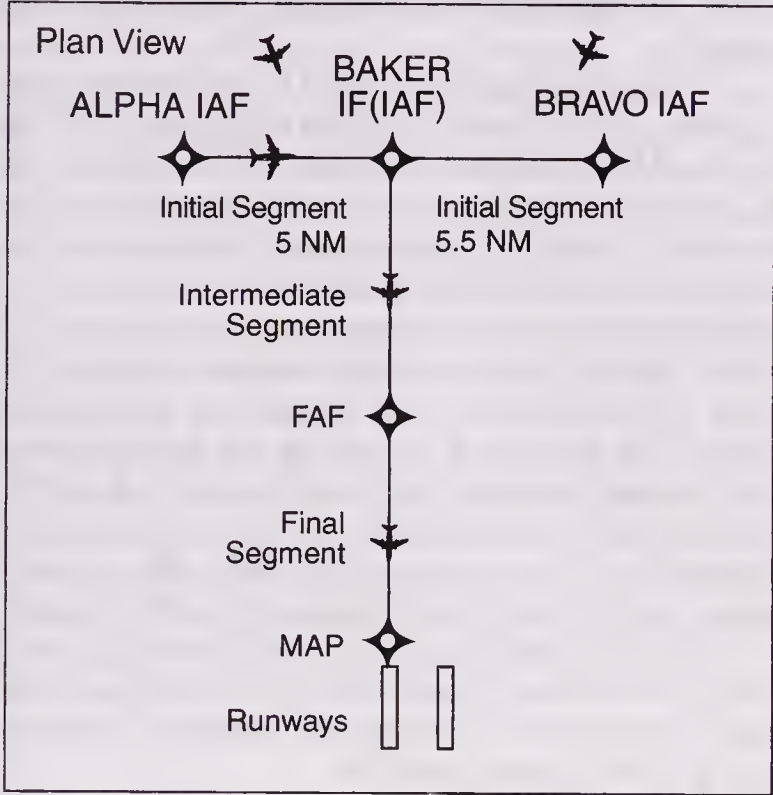 Plan View
BAKER
ALPHA IAF
IF(IAF)
BRAVO IAF
Initial Segment
5 NM
Initial Segment
5.5 NM
Intermediate
Segment
FAF
Final
Segment
MAP
Runways